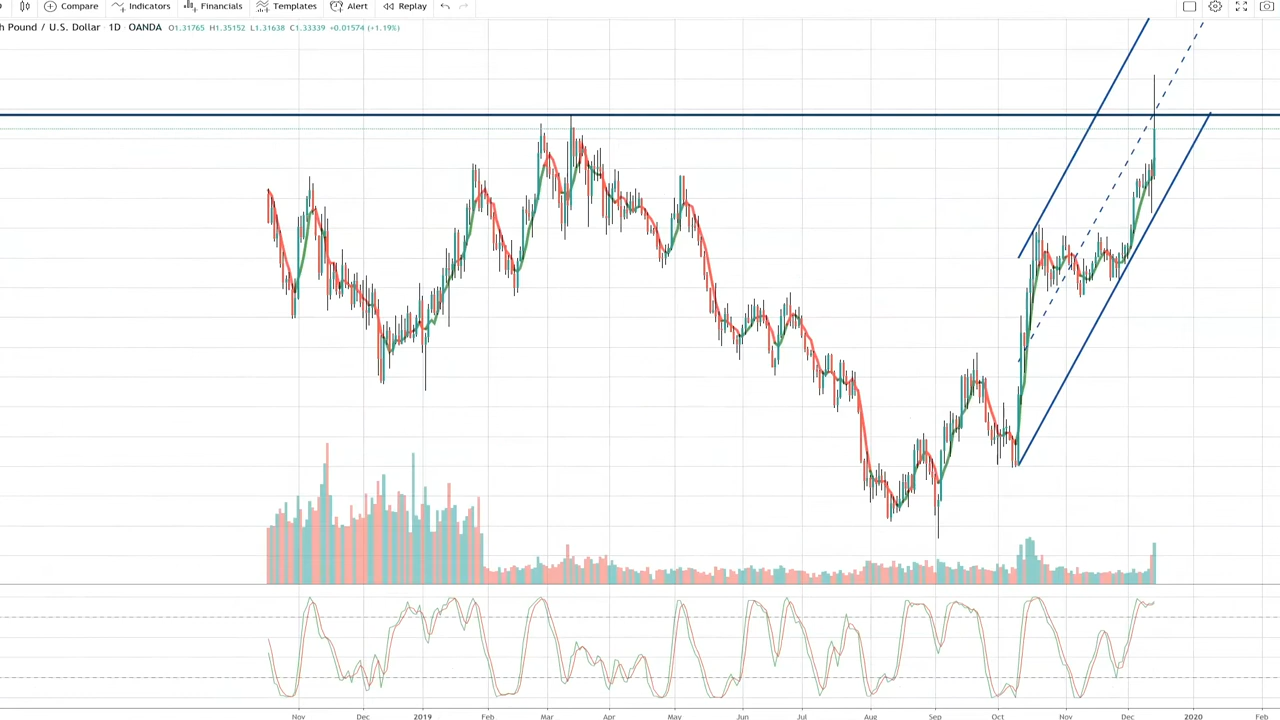 Compare Indicators Financials Templates Alert Replay
h Pound / U.S. Dollar · 1D · OANDA O1.31765 H1.35152 L1.31638 C1.33339 +0.01574 (+1.19%)
Nov Dec 2019 Feb Mar Apr May Jun Jul Aug Sep Oct Nov Dec 2020 Feb